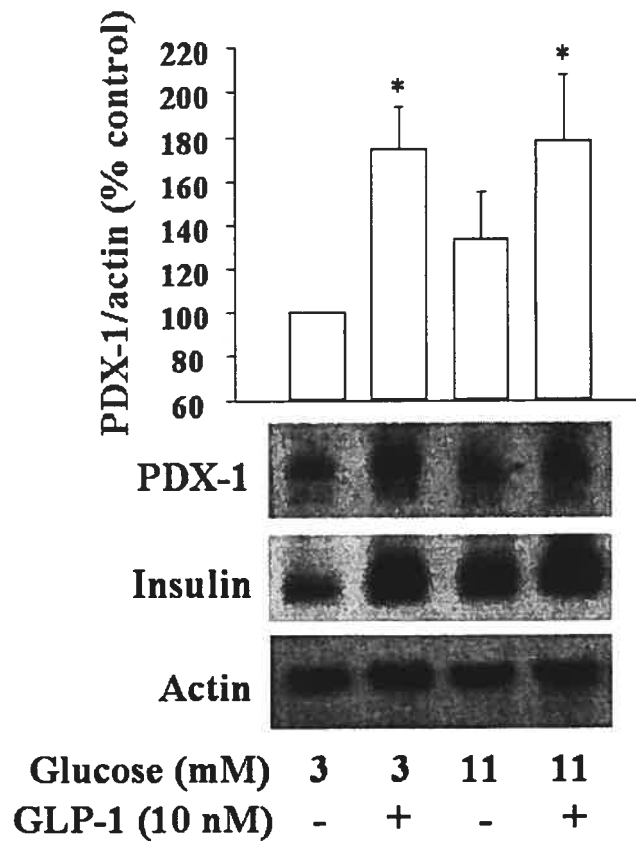 PDX-1/actin (% control)
220
200
180
160
140
120
100
80
60
*
*
PDX-1
Insulin
Actin
Glucose (mM) 3 3 11 11
GLP-1 (10 nM) - + - +